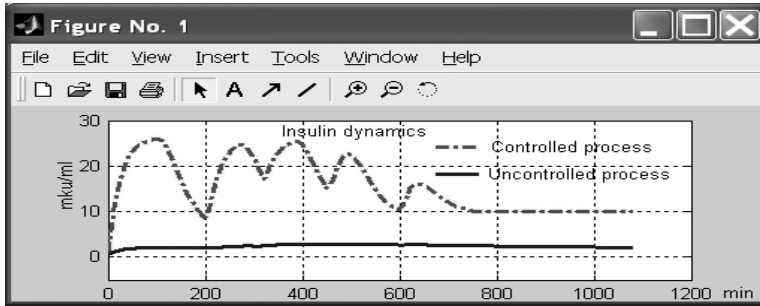 Figure No. 1
File Edit View Insert Tools Window Help
A
Insulin dynamics
Controlled process
Uncontrolled process
mku/ml
30
20
10
0
0 200 400 600 800 1000 1200 min